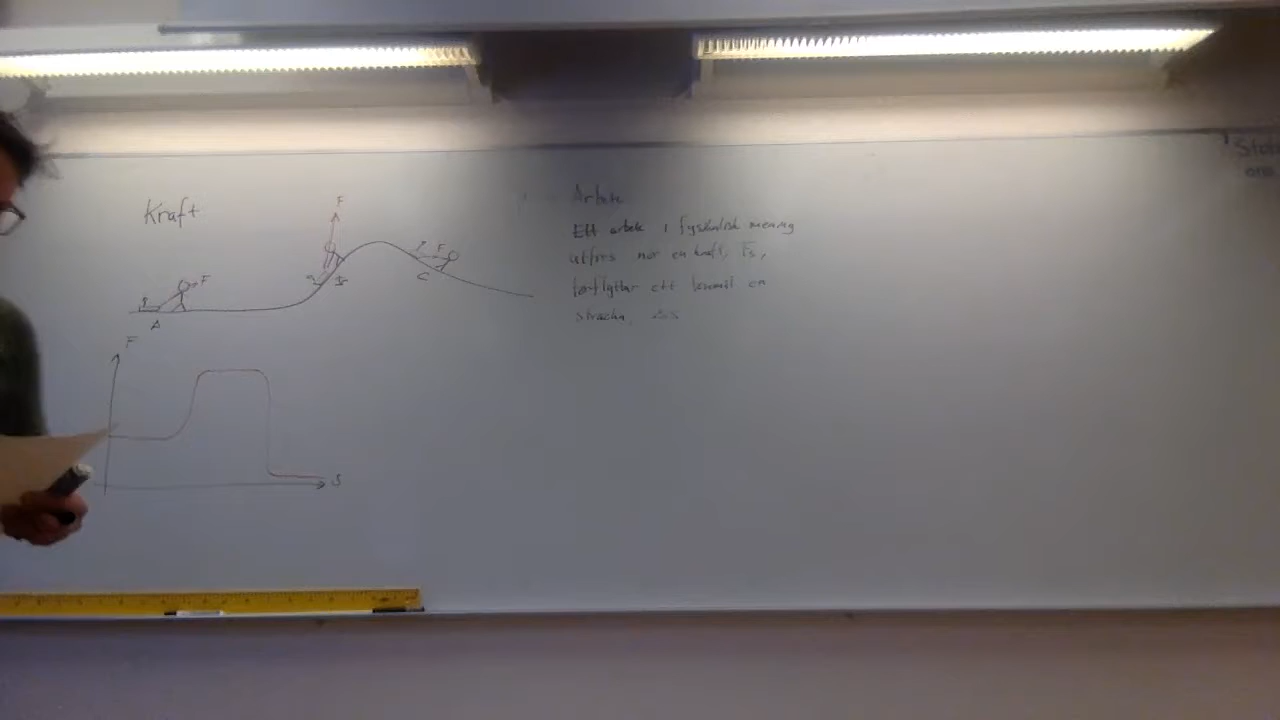 Kraft
F
F
F
A
B
C
F
S
Arbete
Ett arbete i fysikalisk mening
utförs när en kraft, Fs,
förflyttar ett föremål en
sträcka, Δs